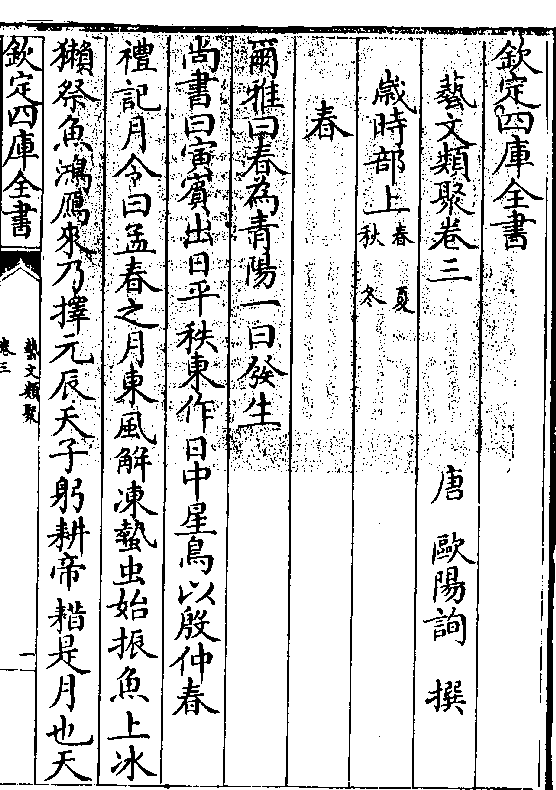 欽定四庫全書
藝文類聚卷三　唐　歐陽詢　撰
歲時部上春夏秋冬
春
爾雅曰春為青陽一曰發生
尚書曰寅賓出日平秩東作日中星鳥以殷仲春
禮記月令曰孟春之月東風解凍蟄虫始振魚上冰
獺祭魚鴻鴈來乃擇元辰天子躬耕帝耤是月也天
欽定四庫全書
藝文類聚
卷三
一